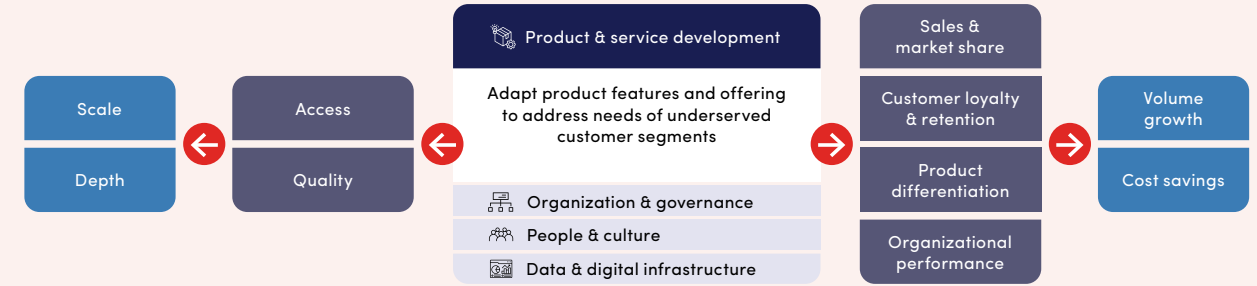 Scale
Depth
Access
Quality
Product & service development
Adapt product features and offering
to address needs of underserved
customer segments
Organization & governance
People & culture
Data & digital infrastructure
Sales &
market share
Customer loyalty
& retention
Product
differentiation
Organizational
performance
Volume
growth
Cost savings